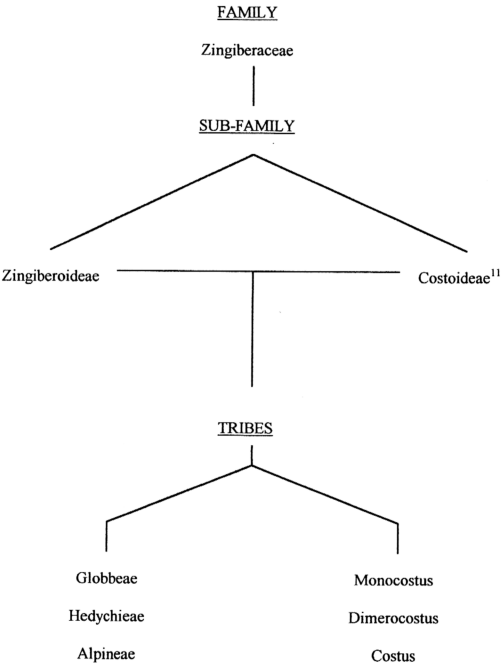 FAMILY
Zingiberaceae
SUB-FAMILY
Zingiberoideae Costoideae¹¹
TRIBES
Globbeae Monocostus
Hedychieae Dimerocostus
Alpineae Costus